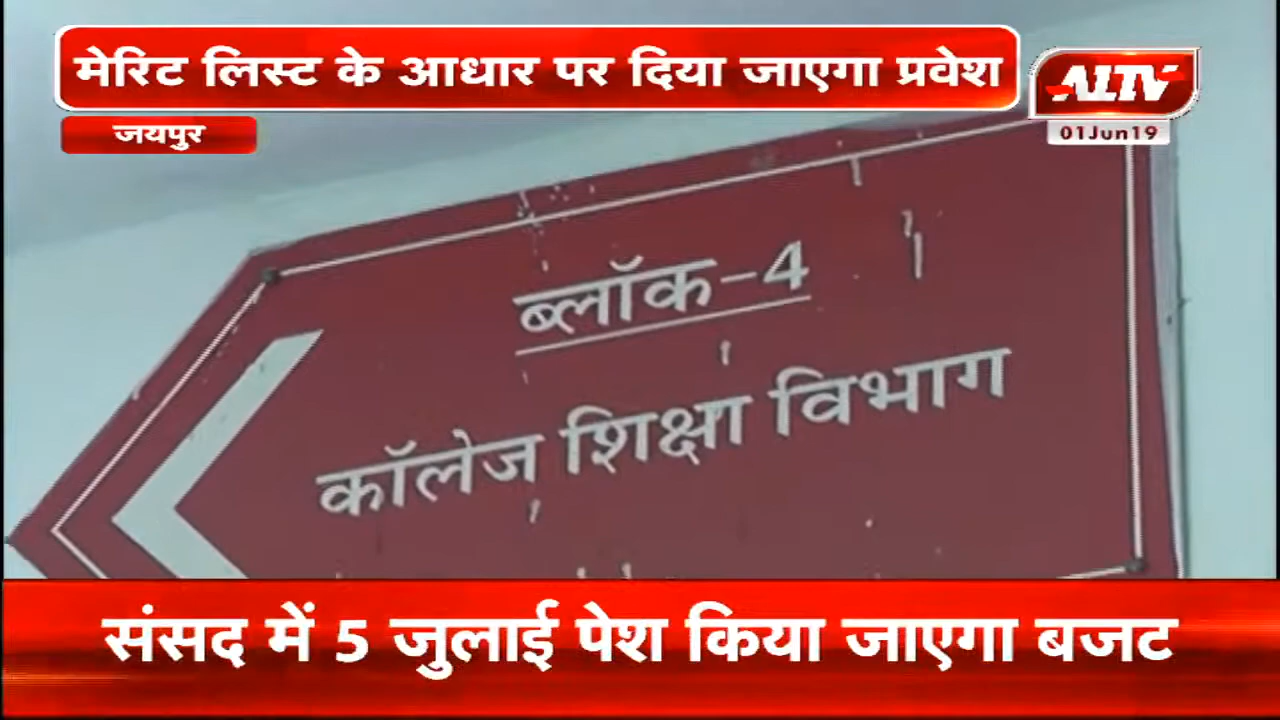 मेरिट लिस्ट के आधार पर दिया जाएगा प्रवेश
ALTV
जयपुर
01Jun19
ब्लॉक-4
कॉलेज शिक्षा विभाग
संसद में 5 जुलाई पेश किया जाएगा बजट